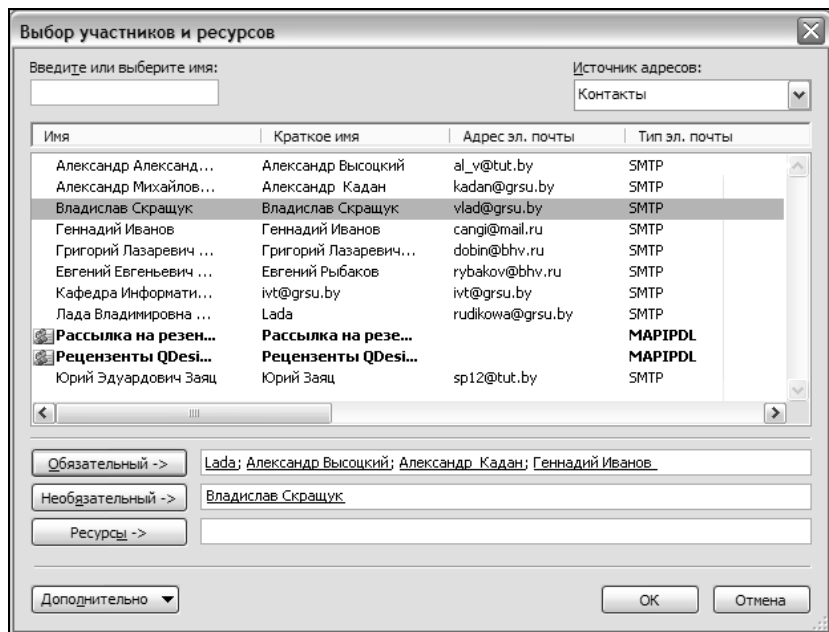 Выбор участников и ресурсов
Введите или выберите имя: Источник адресов:
Контакты
Имя Краткое имя Адрес эл. почты Тип эл. почты
Александр Александ... Александр Высоцкий al_v@tut.by SMTP
Александр Михайлов... Александр Кадан kadan@grsu.by SMTP
Владислав Скращук Владислав Скращук vlad@grsu.by SMTP
Геннадий Иванов Геннадий Иванов cangi@mail.ru SMTP
Григорий Лазаревич ... Григорий Лазаревич... dobin@bhv.ru SMTP
Евгений Евгеньевич ... Евгений Рыбаков rybakov@bhv.ru SMTP
Кафедра Информати... ivt@grsu.by ivt@grsu.by SMTP
Лада Владимировна ... Lada rudikowa@grsu.by SMTP
Рассылка на резен... Рассылка на резе... MAPIPDL
Рецензенты QDesi... Рецензенты QDesi... MAPIPDL
Юрий Эдуардович Заяц Юрий Заяц sp12@tut.by SMTP
Обязательный -> Lada; Александр Высоцкий; Александр Кадан; Геннадий Иванов
Необязательный -> Владислав Скращук
Ресурсы ->
Дополнительно ОК Отмена